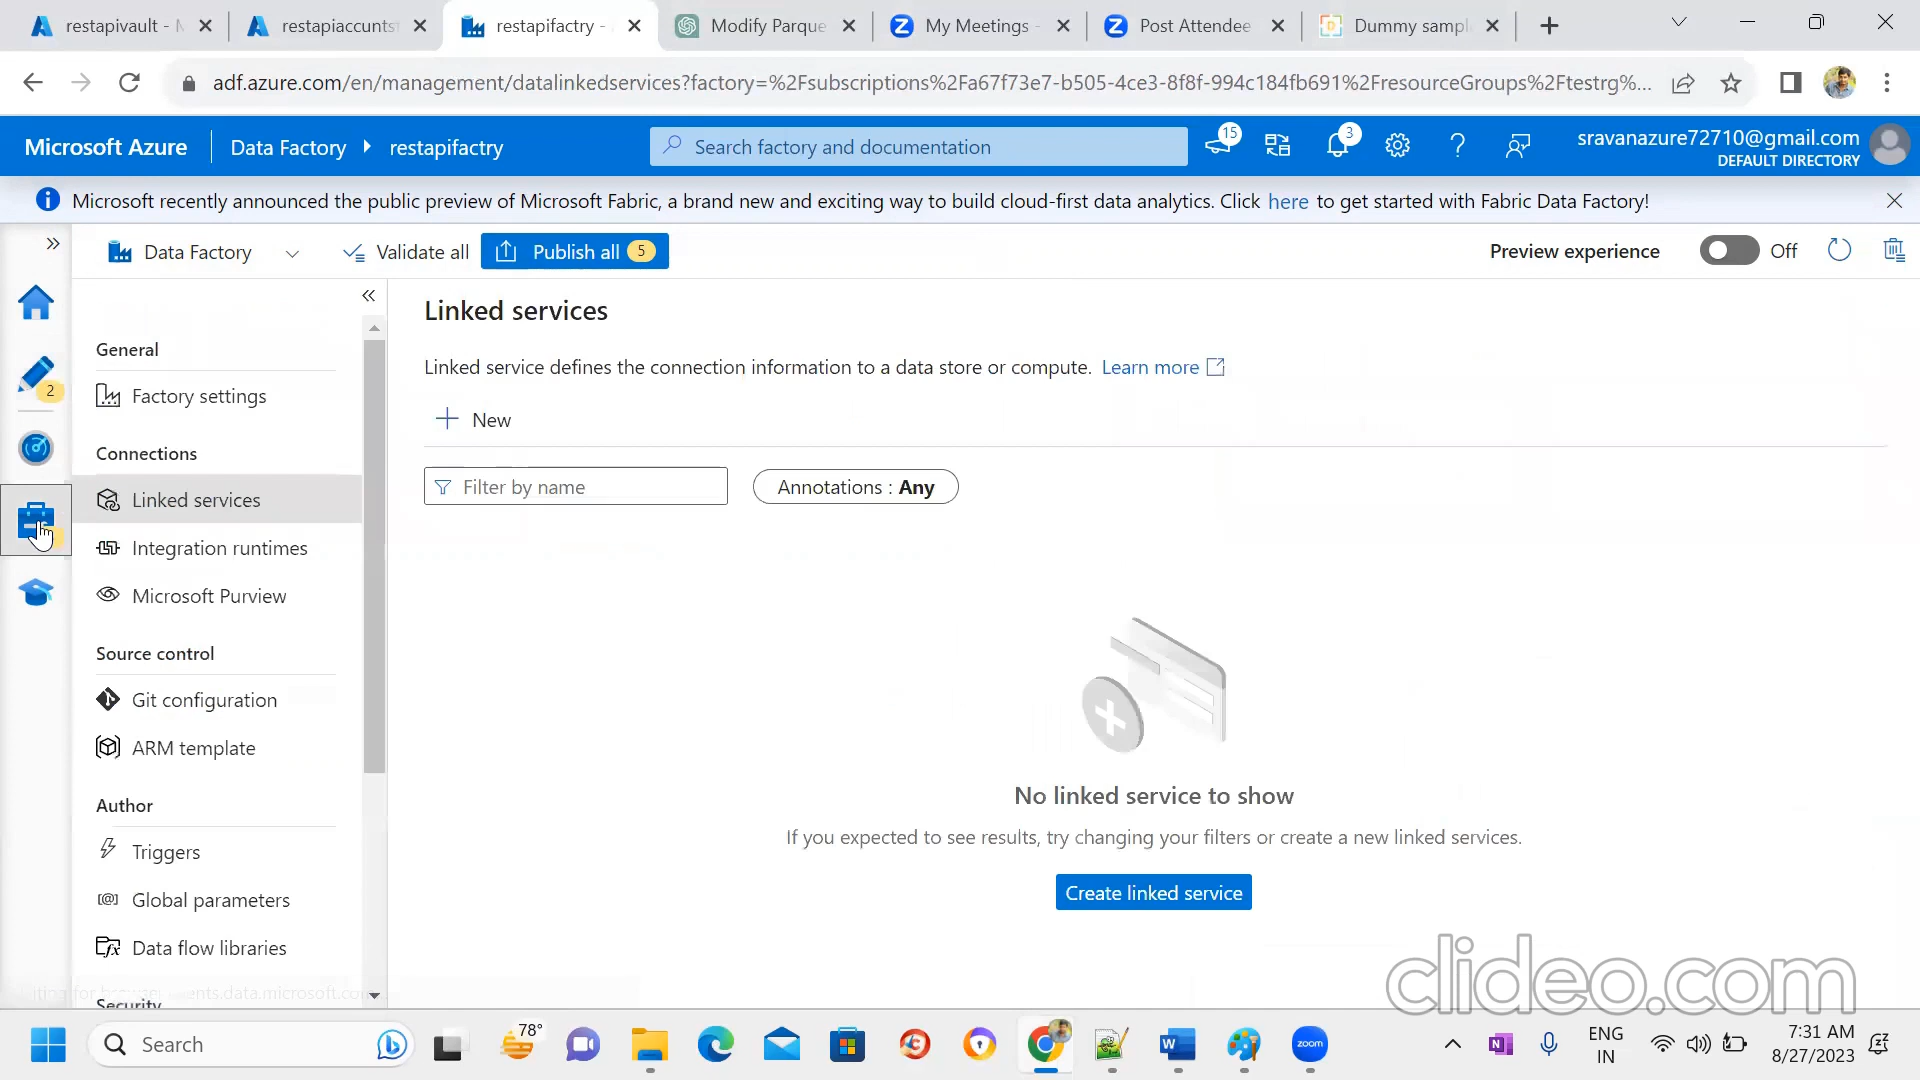 restapivault - M
restapiaccuntst
restapifactry -
Modify Parque
My Meetings -
Post Attendee
Dummy sampl
adf.azure.com/en/management/datalinkedservices?factory=%2Fsubscriptions%2Fa67f73e7-b505-4ce3-8f8f-994c184fb691%2FresourceGroups%2Ftestrg%...
Microsoft Azure
Data Factory
restapifactry
Search factory and documentation
15
3
sravanazure72710@gmail.com
DEFAULT DIRECTORY
Microsoft recently announced the public preview of Microsoft Fabric, a brand new and exciting way to build cloud-first data analytics. Click here to get started with Fabric Data Factory!
Data Factory
Validate all
Publish all 5
Preview experience
Off
2
General
Factory settings
Connections
Linked services
Integration runtimes
Microsoft Purview
Source control
Git configuration
ARM template
Author
Triggers
Global parameters
Data flow libraries
Security
Linked services
Linked service defines the connection information to a data store or compute. Learn more
New
Filter by name
Annotations : Any
No linked service to show
If you expected to see results, try changing your filters or create a new linked services.
Create linked service
clideo.com
Search
78°
zoom
ENG
IN
7:31 AM
8/27/2023